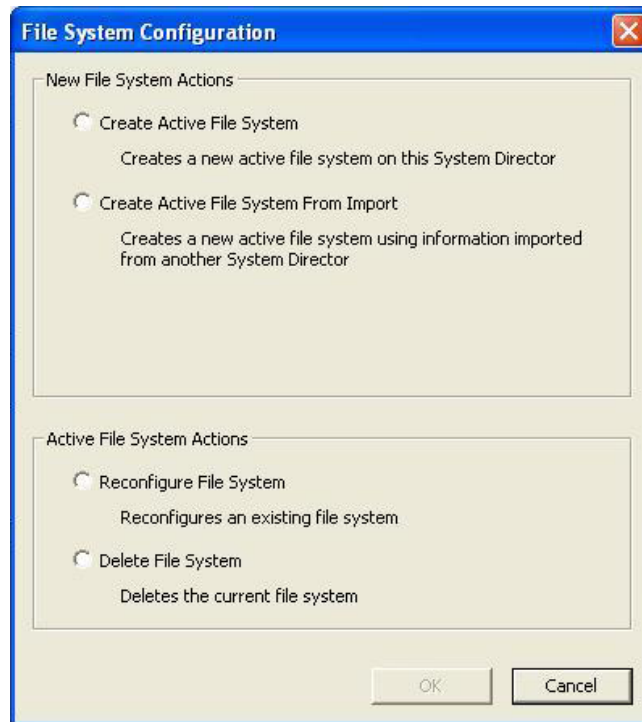 File System Configuration
New File System Actions
Create Active File System
Creates a new active file system on this System Director
Create Active File System From Import
Creates a new active file system using information imported
from another System Director
Active File System Actions
Reconfigure File System
Reconfigures an existing file system
Delete File System
Deletes the current file system
OK
Cancel